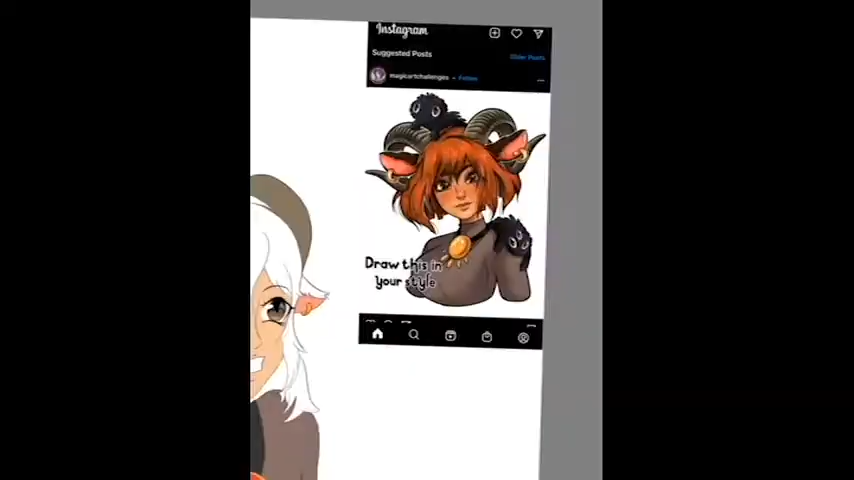 Instagram
Suggested Posts
Older Posts
magicartchallenges • Follow
Draw this in
your style